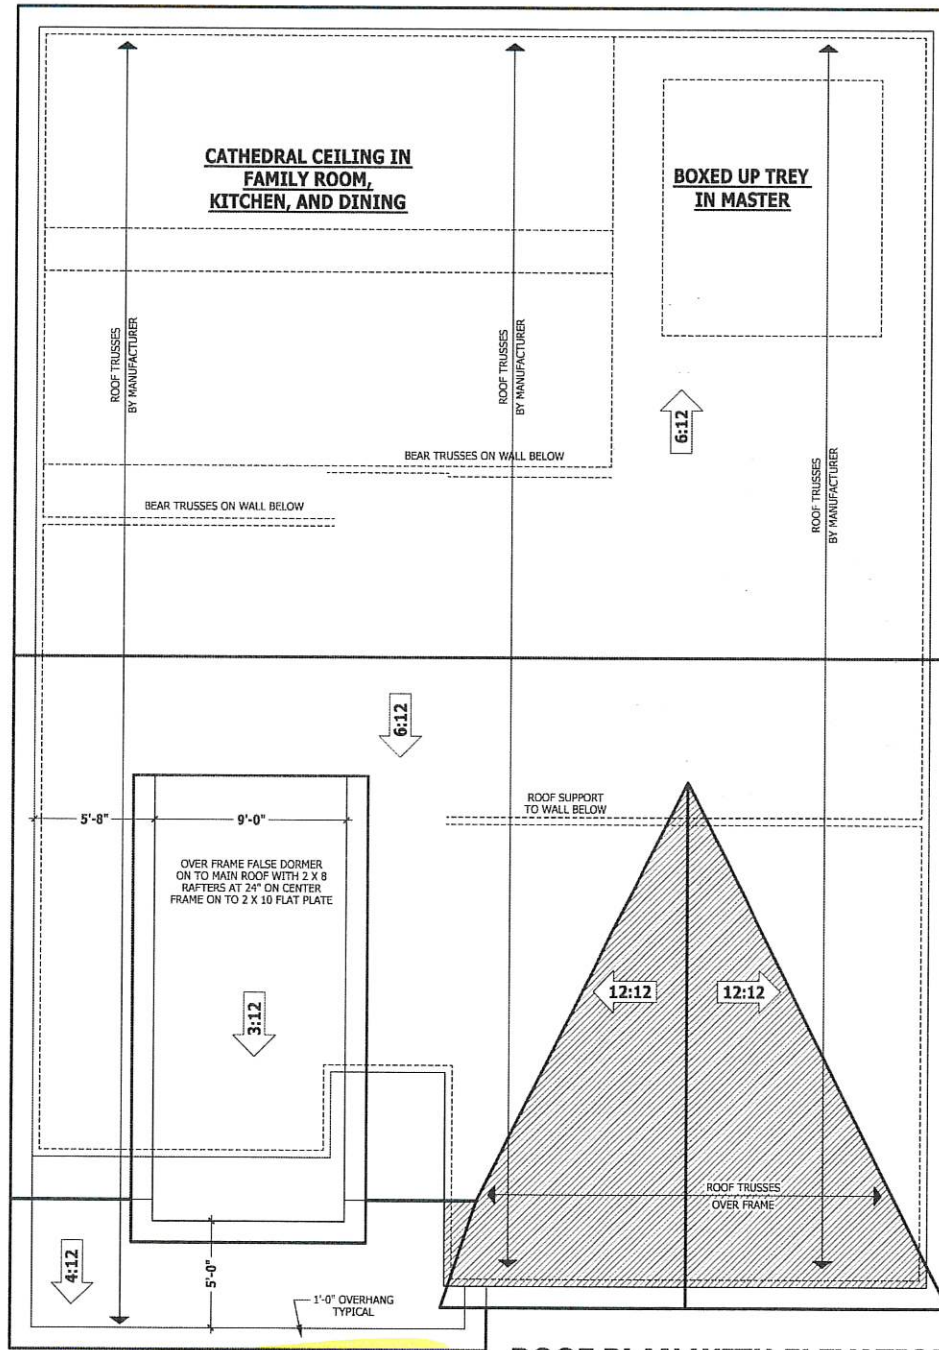 CATHEDRAL CEILING IN
FAMILY ROOM,
KITCHEN, AND DINING
BOXED UP TREY
IN MASTER
ROOF TRUSSES
BY MANUFACTURER
ROOF TRUSSES
BY MANUFACTURER
6:12
BEAR TRUSSES ON WALL BELOW
ROOF TRUSSES
BY MANUFACTURER
BEAR TRUSSES ON WALL BELOW
6:12
ROOF SUPPORT
TO WALL BELOW
5'-8"
9'-0"
OVER FRAME FALSE DORMER
ON TO MAIN ROOF WITH 2 X 8
RAFTERS AT 24" ON CENTER
FRAME ON TO 2 X 10 FLAT PLATE
12:12
12:12
3:12
ROOF TRUSSES
OVER FRAME
4:12
5'-0"
1'-0" OVERHANG
TYPICAL